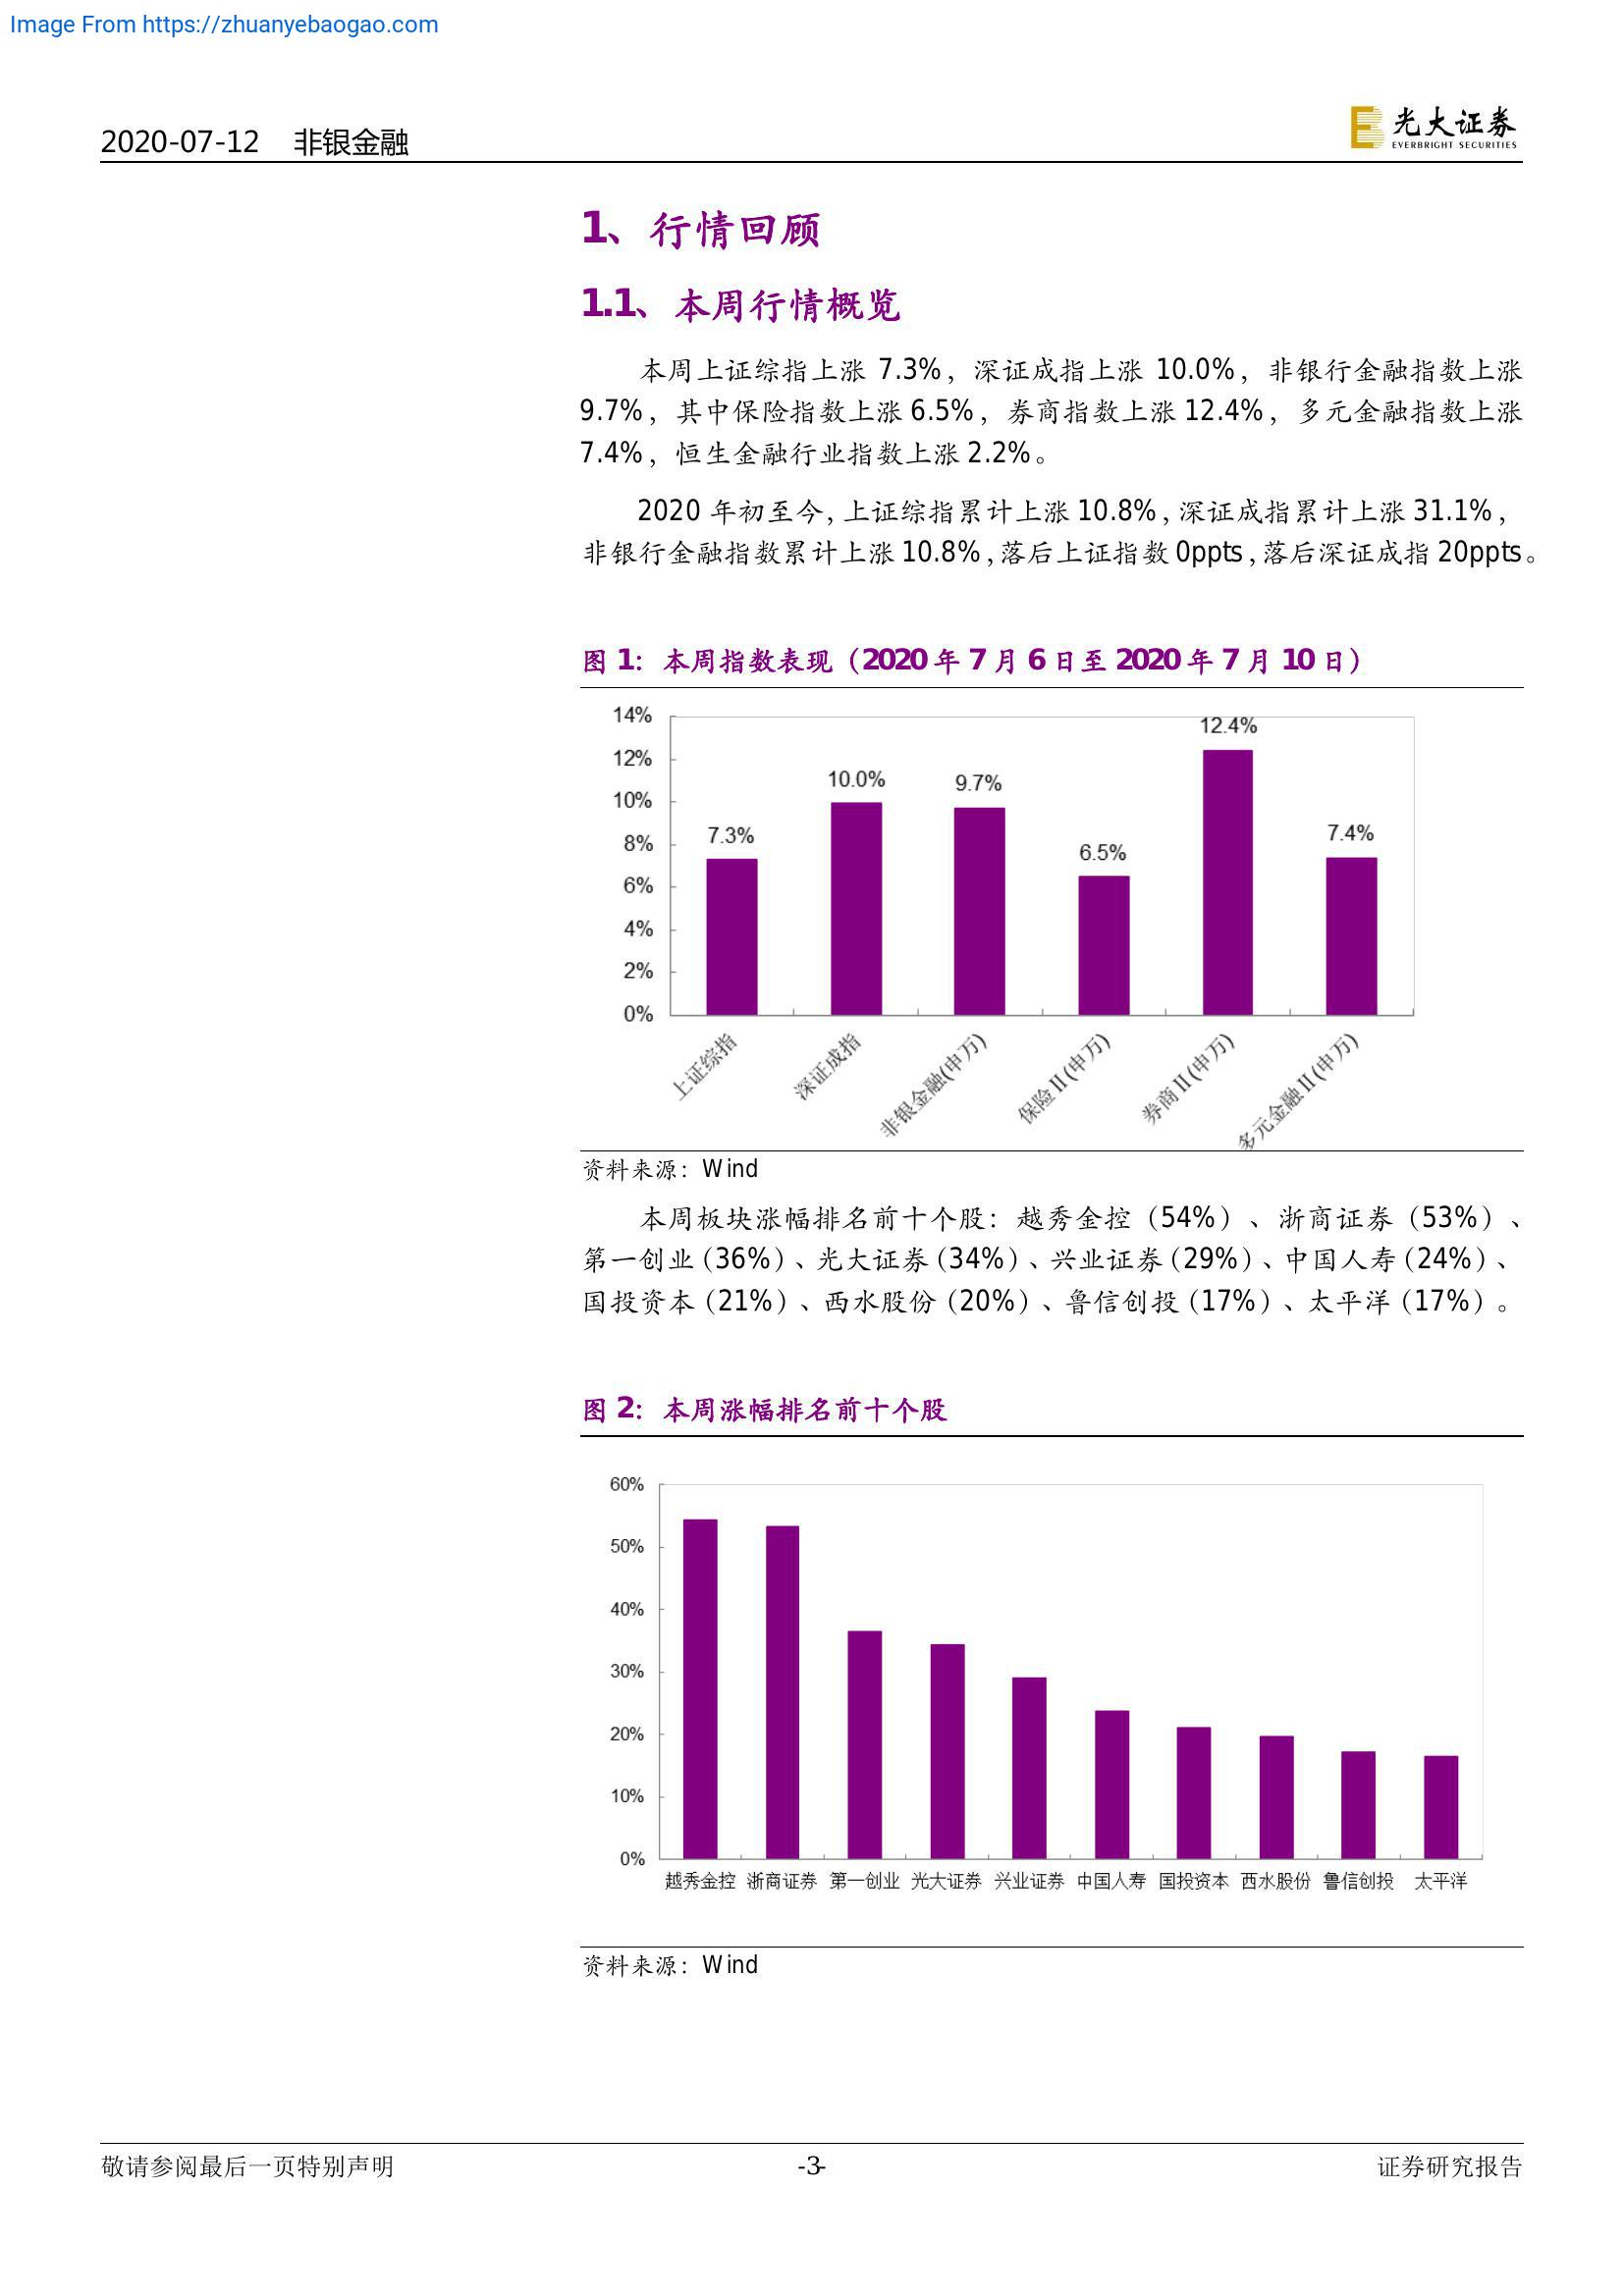 Image From https://zhuanyebaogao.com
2020-07-12 非银金融
光大证券
EVERBRIGHT SECURITIES
1、行情回顾
1.1、本周行情概览
本周上证综指上涨 7.3%，深证成指上涨 10.0%，非银行金融指数上涨
9.7%，其中保险指数上涨 6.5%，券商指数上涨 12.4%，多元金融指数上涨
7.4%，恒生金融行业指数上涨 2.2%。
2020 年初至今，上证综指累计上涨 10.8%，深证成指累计上涨 31.1%，
非银行金融指数累计上涨 10.8%，落后上证指数 0ppts，落后深证成指 20ppts。
图 1：本周指数表现（2020 年 7 月 6 日至 2020 年 7 月 10 日）
14%
12%
10%
8%
6%
4%
2%
0%
7.3%
10.0%
9.7%
6.5%
12.4%
7.4%
上证综指
深证成指
非银金融(申万)
保险Ⅱ(申万)
券商Ⅱ(申万)
多元金融Ⅱ(申万)
资料来源：Wind
本周板块涨幅排名前十个股：越秀金控（54%）、浙商证券（53%）、
第一创业（36%）、光大证券（34%）、兴业证券（29%）、中国人寿（24%）、
国投资本（21%）、西水股份（20%）、鲁信创投（17%）、太平洋（17%）。
图 2：本周涨幅排名前十个股
60%
50%
40%
30%
20%
10%
0%
越秀金控 浙商证券 第一创业 光大证券 兴业证券 中国人寿 国投资本 西水股份 鲁信创投 太平洋
资料来源：Wind
敬请参阅最后一页特别声明 -3- 证券研究报告